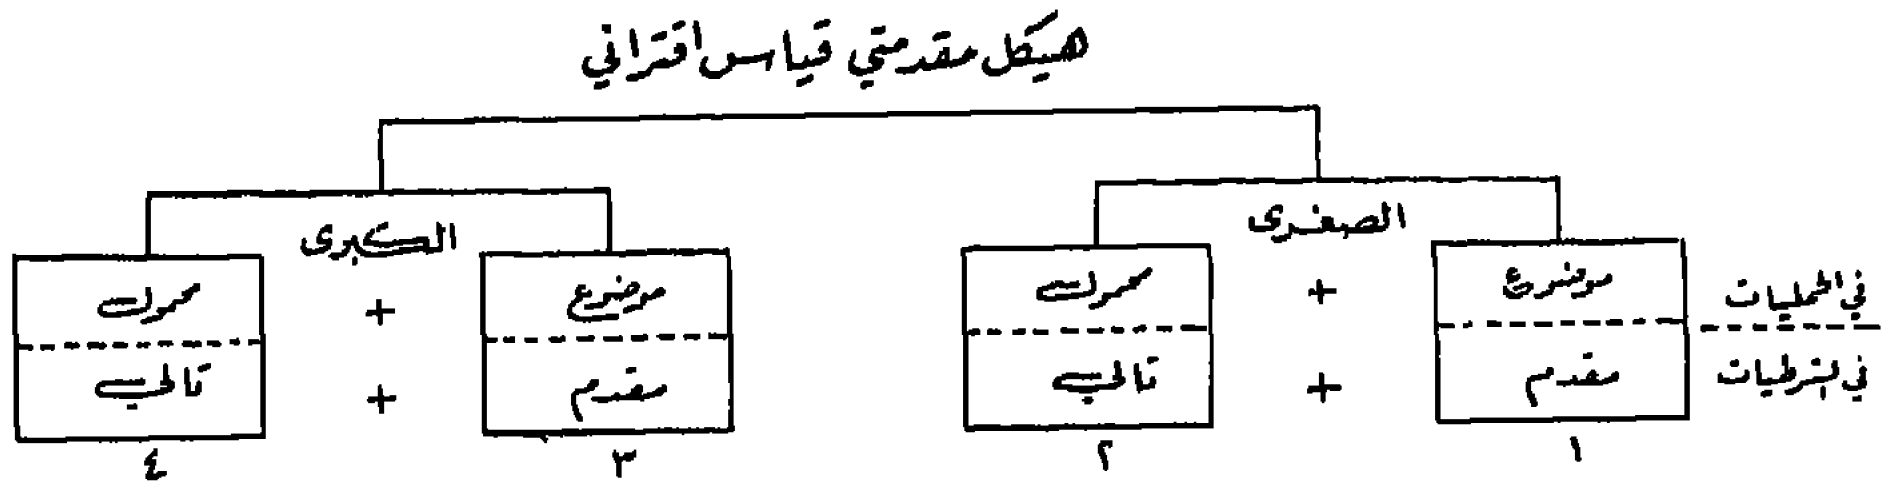 هيكل مقدمتي قياس اقتراني
الصغرى
الكبرى
في الحمليات
موضوع + محمول
موضوع + محمول
في الشرطيات
مقدم + تالي
مقدم + تالي
١ ٢ ٣ ٤